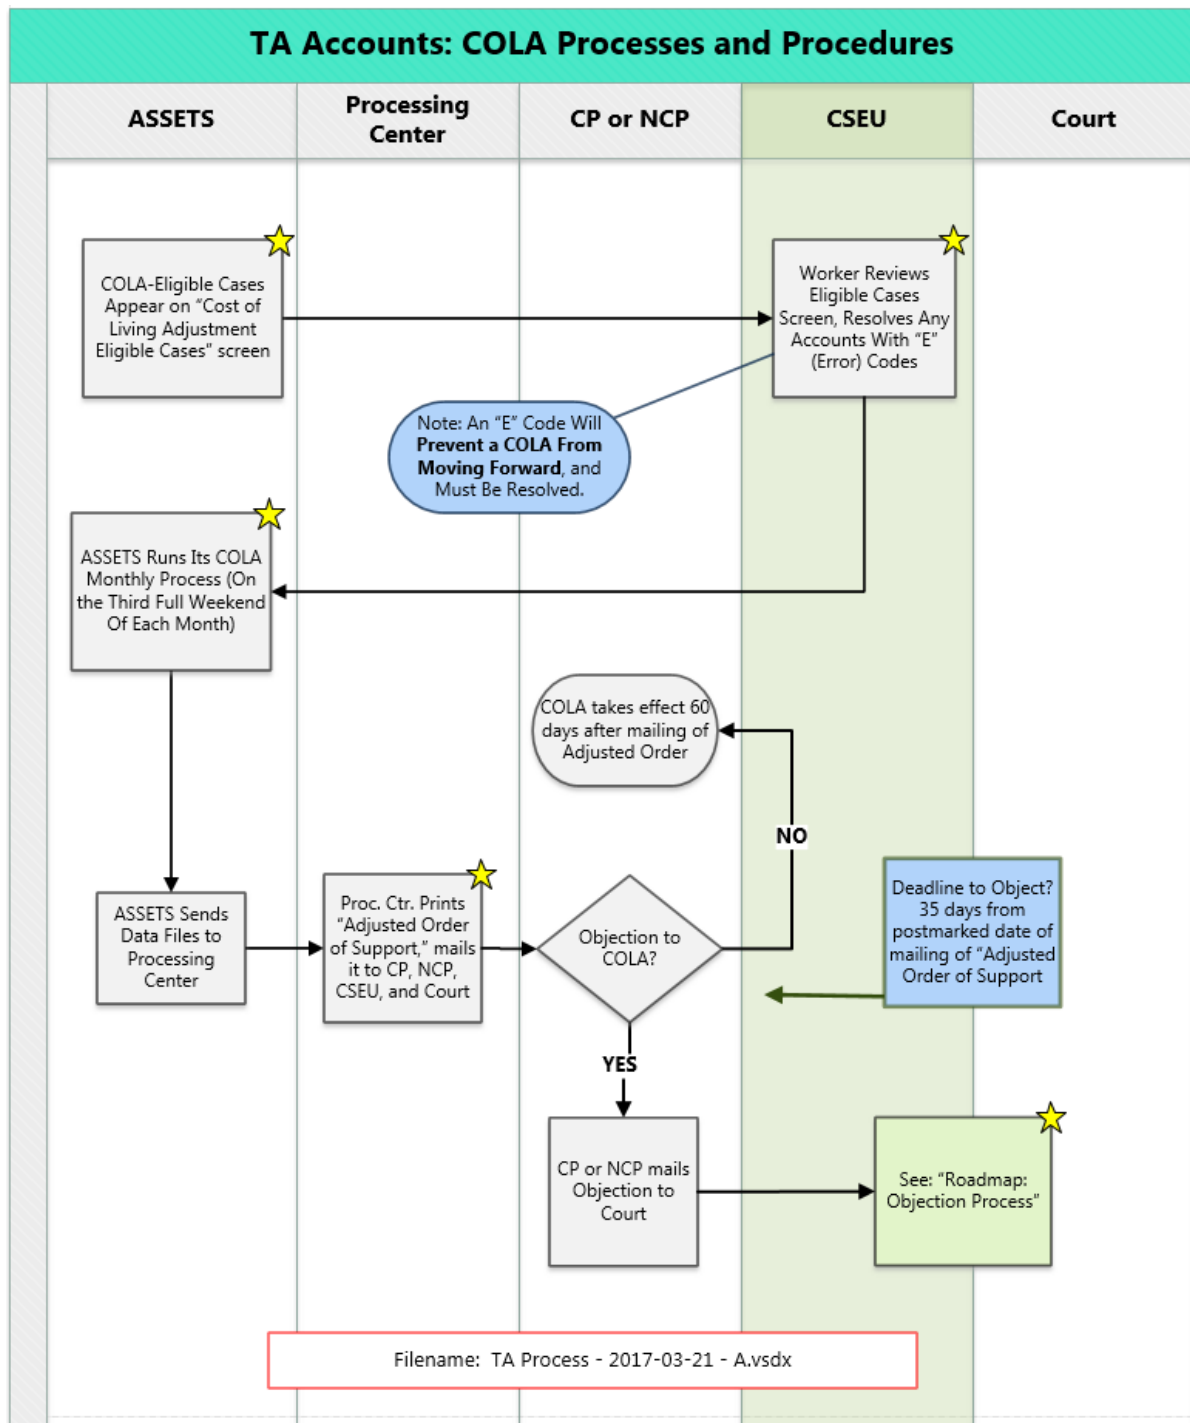 TA Accounts: COLA Processes and Procedures
ASSETS
Processing
Center
CP or NCP
CSEU
Court
COLA-Eligible Cases
Appear on “Cost of
Living Adjustment
Eligible Cases” screen
Worker Reviews
Eligible Cases
Screen, Resolves Any
Accounts With “E”
(Error) Codes
Note: An “E” Code Will
Prevent a COLA From
Moving Forward, and
Must Be Resolved.
ASSETS Runs Its COLA
Monthly Process (On
the Third Full Weekend
Of Each Month)
COLA takes effect 60
days after mailing of
Adjusted Order
NO
ASSETS Sends
Data Files to
Processing
Center
Proc. Ctr. Prints
“Adjusted Order
of Support,” mails
it to CP, NCP,
CSEU, and Court
Objection to
COLA?
Deadline to Object?
35 days from
postmarked date of
mailing of “Adjusted
Order of Support
YES
CP or NCP mails
Objection to
Court
See: “Roadmap:
Objection Process”
Filename:  TA Process - 2017-03-21 - A.vsdx